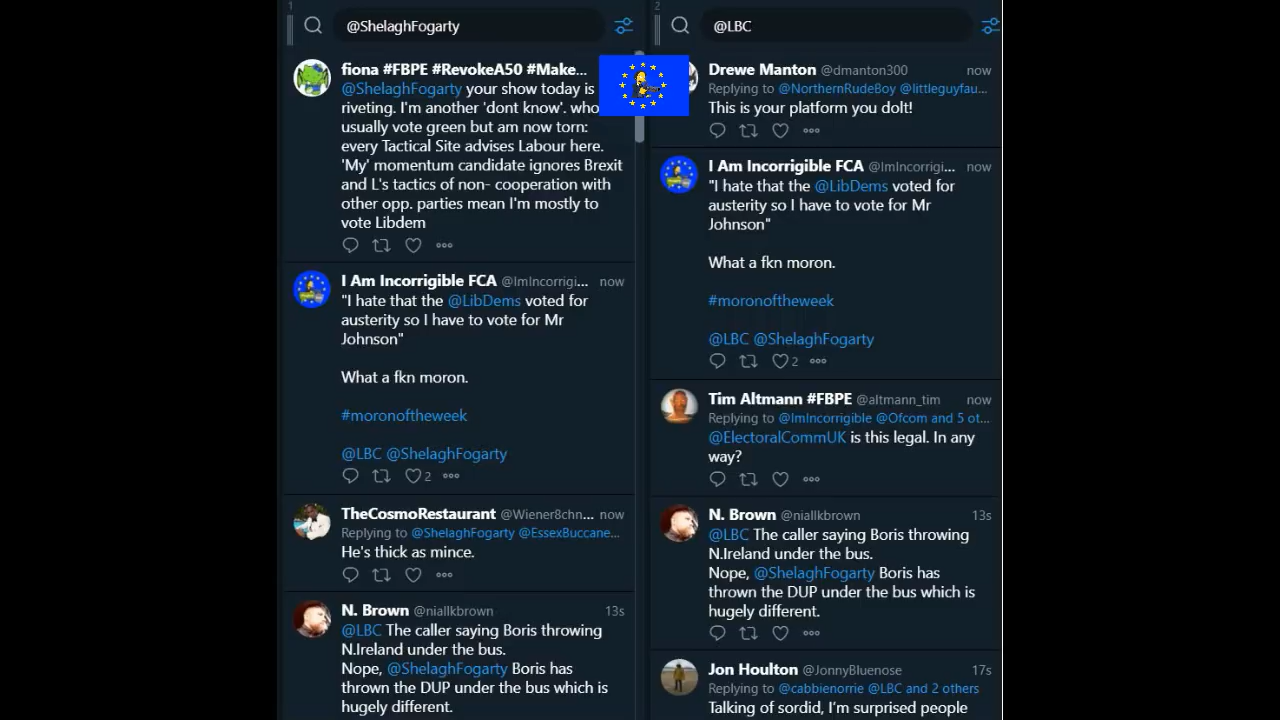 1
@ShelaghFogarty
fiona #FBPE #RevokeA50 #Make...
@ShelaghFogarty your show today is
riveting. I'm another 'dont know'. who
usually vote green but am now torn:
every Tactical Site advises Labour here.
'My' momentum candidate ignores Brexit
and L's tactics of non- cooperation with
other opp. parties mean I'm mostly to
vote Libdem
I Am Incorrigible FCA @ImIncorrigi... now
"I hate that the @LibDems voted for
austerity so I have to vote for Mr
Johnson"
What a fkn moron.
#moronoftheweek
@LBC @ShelaghFogarty
2
TheCosmoRestaurant @Wiener8chn... now
Replying to @ShelaghFogarty @EssexBuccane...
He's thick as mince.
N. Brown @niallkbrown 13s
@LBC The caller saying Boris throwing
N.Ireland under the bus.
Nope, @ShelaghFogarty Boris has
thrown the DUP under the bus which is
hugely different.
2
@LBC
Drewe Manton @dmanton300 now
Replying to @NorthernRudeBoy @littleguyfau...
This is your platform you dolt!
I Am Incorrigible FCA @ImIncorrigi... now
"I hate that the @LibDems voted for
austerity so I have to vote for Mr
Johnson"
What a fkn moron.
#moronoftheweek
@LBC @ShelaghFogarty
2
Tim Altmann #FBPE @altmann_tim now
Replying to @ImIncorrigible @Ofcom and 5 ot...
@ElectoralCommUK is this legal. In any
way?
N. Brown @niallkbrown 13s
@LBC The caller saying Boris throwing
N.Ireland under the bus.
Nope, @ShelaghFogarty Boris has
thrown the DUP under the bus which is
hugely different.
Jon Houlton @JonnyBluenose 17s
Replying to @cabbienorrie @LBC and 2 others
Talking of sordid, I'm surprised people